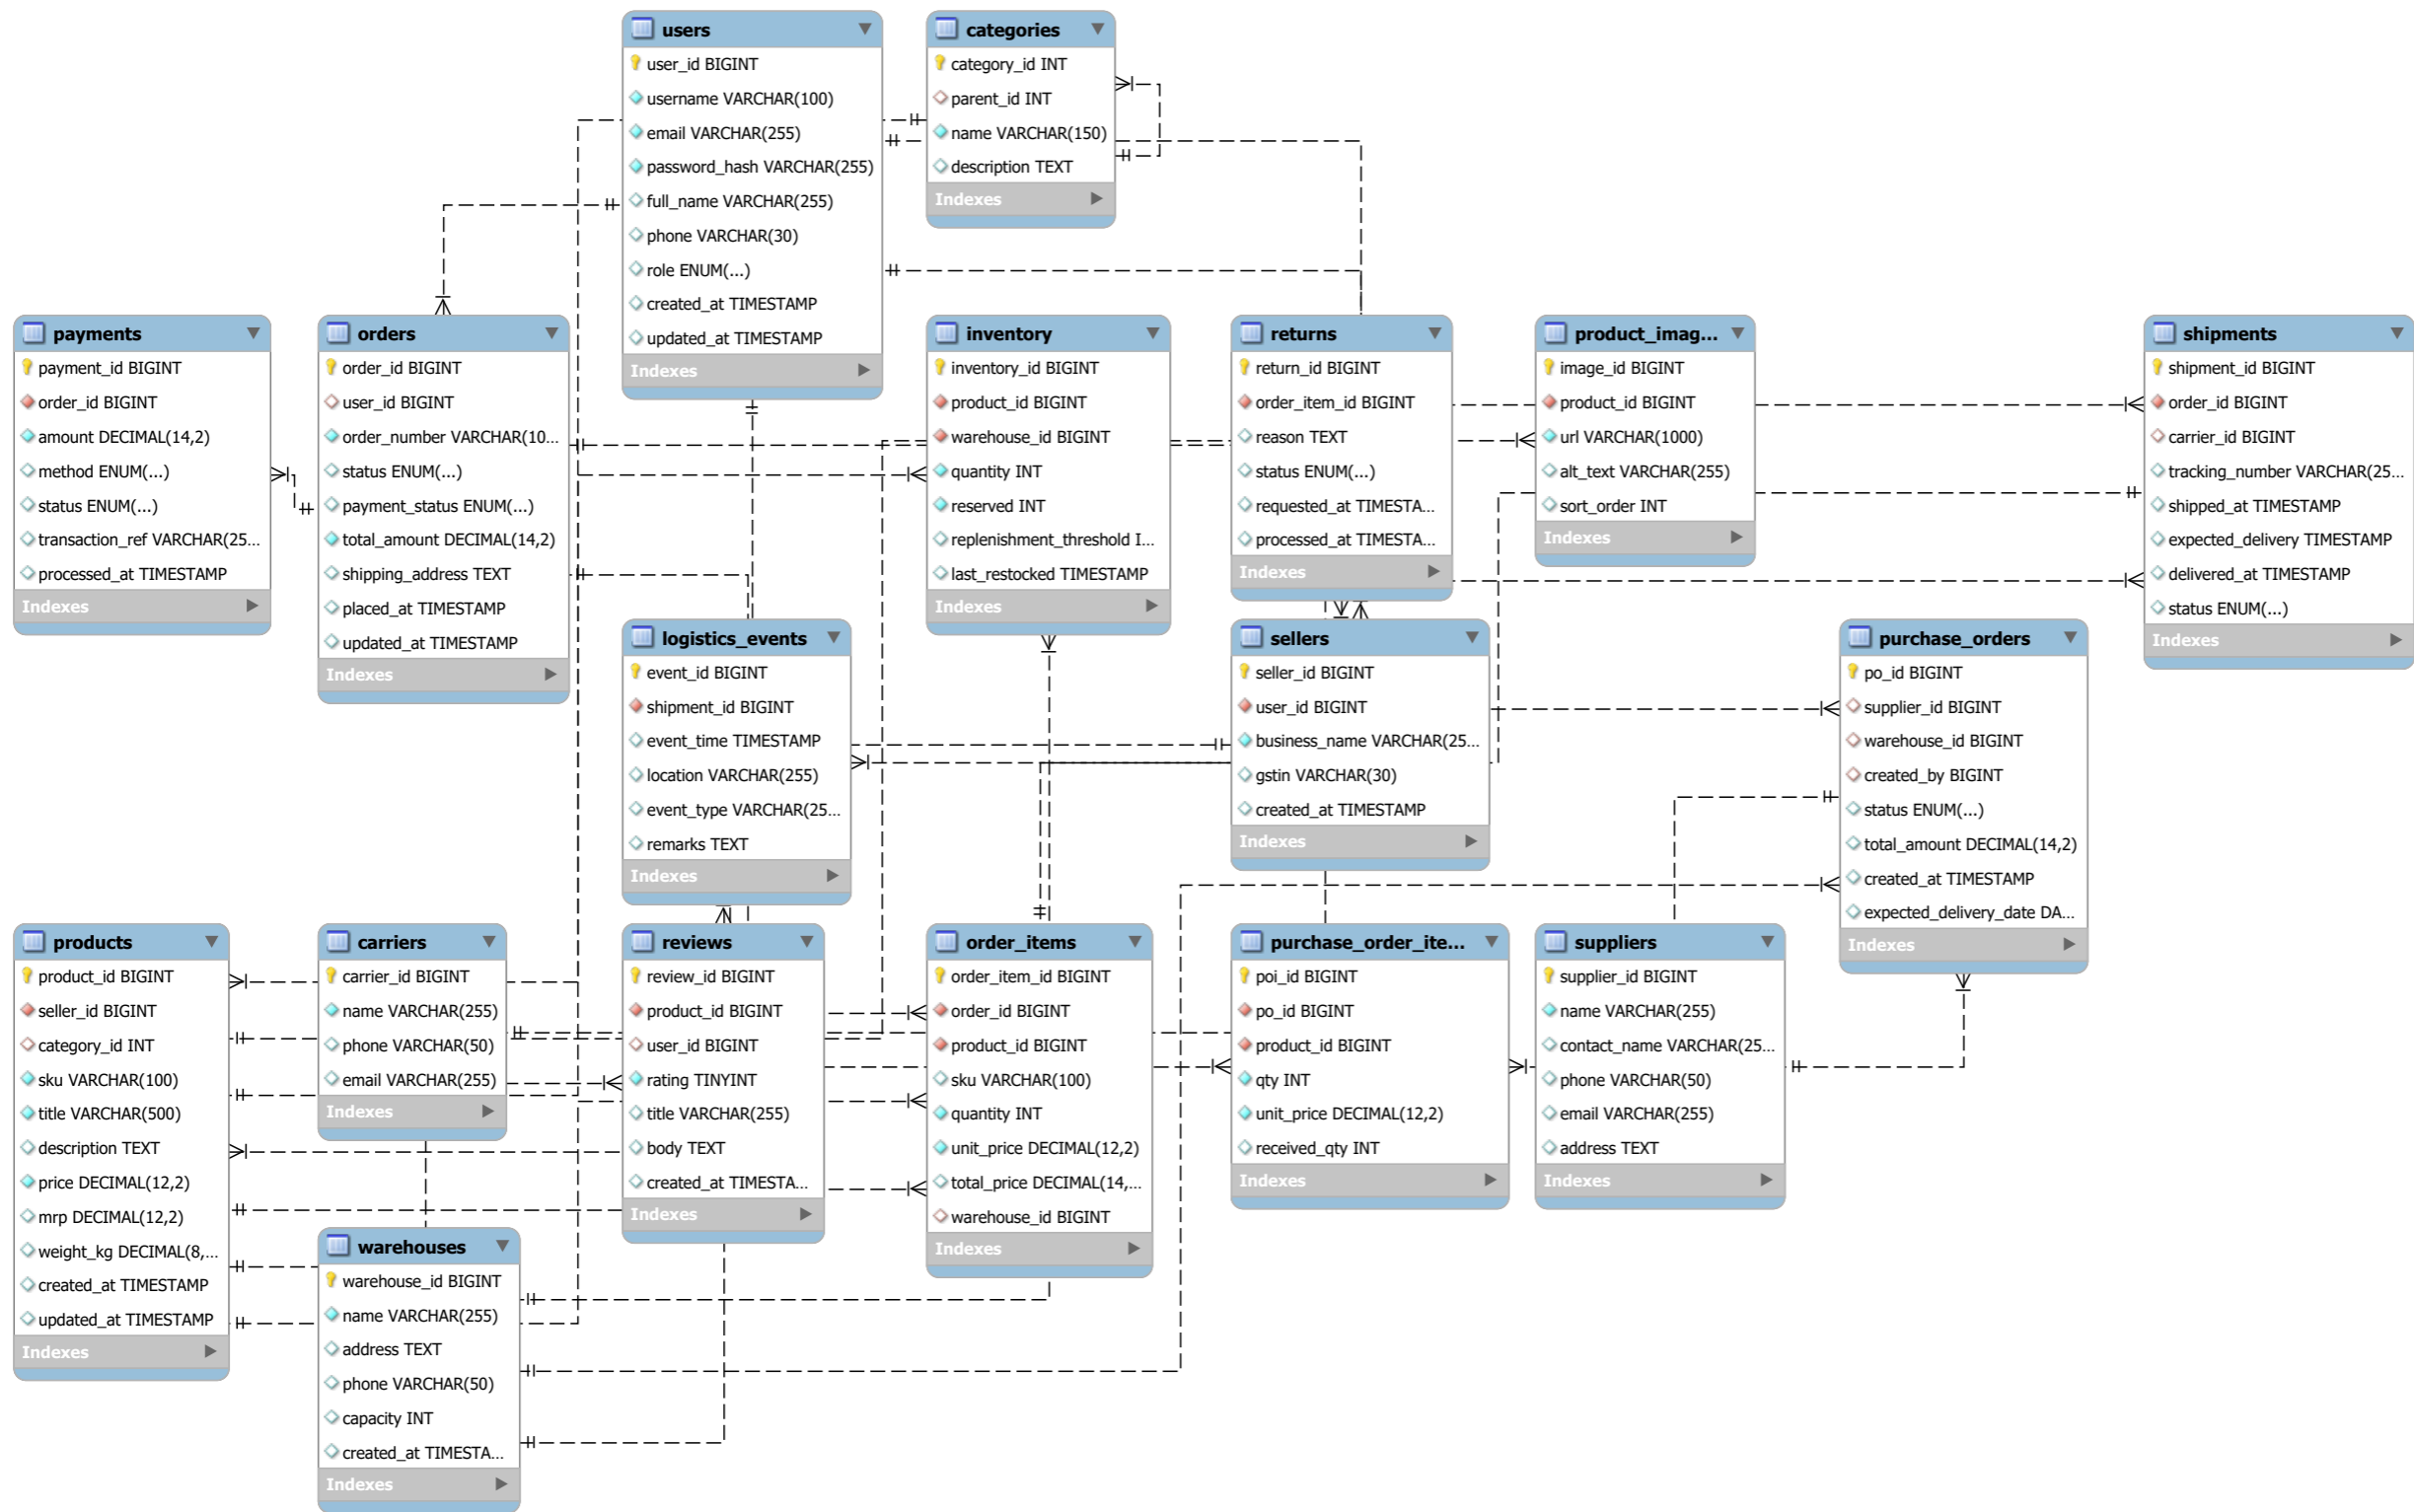 users
user_id BIGINT
username VARCHAR(100)
email VARCHAR(255)
password_hash VARCHAR(255)
full_name VARCHAR(255)
phone VARCHAR(30)
role ENUM(...)
created_at TIMESTAMP
updated_at TIMESTAMP
Indexes
categories
category_id INT
parent_id INT
name VARCHAR(150)
description TEXT
Indexes
payments
payment_id BIGINT
order_id BIGINT
amount DECIMAL(14,2)
method ENUM(...)
status ENUM(...)
transaction_ref VARCHAR(25...
processed_at TIMESTAMP
Indexes
orders
order_id BIGINT
user_id BIGINT
order_number VARCHAR(10...
status ENUM(...)
payment_status ENUM(...)
total_amount DECIMAL(14,2)
shipping_address TEXT
placed_at TIMESTAMP
updated_at TIMESTAMP
Indexes
inventory
inventory_id BIGINT
product_id BIGINT
warehouse_id BIGINT
quantity INT
reserved INT
replenishment_threshold I...
last_restocked TIMESTAMP
Indexes
returns
return_id BIGINT
order_item_id BIGINT
reason TEXT
status ENUM(...)
requested_at TIMESTA...
processed_at TIMESTA...
Indexes
product_imag...
image_id BIGINT
product_id BIGINT
url VARCHAR(1000)
alt_text VARCHAR(255)
sort_order INT
Indexes
shipments
shipment_id BIGINT
order_id BIGINT
carrier_id BIGINT
tracking_number VARCHAR(25...
shipped_at TIMESTAMP
expected_delivery TIMESTAMP
delivered_at TIMESTAMP
status ENUM(...)
Indexes
logistics_events
event_id BIGINT
shipment_id BIGINT
event_time TIMESTAMP
location VARCHAR(255)
event_type VARCHAR(25...
remarks TEXT
Indexes
sellers
seller_id BIGINT
user_id BIGINT
business_name VARCHAR(25...
gstin VARCHAR(30)
created_at TIMESTAMP
Indexes
purchase_orders
po_id BIGINT
supplier_id BIGINT
warehouse_id BIGINT
created_by BIGINT
status ENUM(...)
total_amount DECIMAL(14,2)
created_at TIMESTAMP
expected_delivery_date DA...
Indexes
products
product_id BIGINT
seller_id BIGINT
category_id INT
sku VARCHAR(100)
title VARCHAR(500)
description TEXT
price DECIMAL(12,2)
mrp DECIMAL(12,2)
weight_kg DECIMAL(8,...
created_at TIMESTAMP
updated_at TIMESTAMP
Indexes
carriers
carrier_id BIGINT
name VARCHAR(255)
phone VARCHAR(50)
email VARCHAR(255)
Indexes
reviews
review_id BIGINT
product_id BIGINT
user_id BIGINT
rating TINYINT
title VARCHAR(255)
body TEXT
created_at TIMESTA...
Indexes
order_items
order_item_id BIGINT
order_id BIGINT
product_id BIGINT
sku VARCHAR(100)
quantity INT
unit_price DECIMAL(12,2)
total_price DECIMAL(14,...
warehouse_id BIGINT
Indexes
purchase_order_ite...
poi_id BIGINT
po_id BIGINT
product_id BIGINT
qty INT
unit_price DECIMAL(12,2)
received_qty INT
Indexes
suppliers
supplier_id BIGINT
name VARCHAR(255)
contact_name VARCHAR(25...
phone VARCHAR(50)
email VARCHAR(255)
address TEXT
Indexes
warehouses
warehouse_id BIGINT
name VARCHAR(255)
address TEXT
phone VARCHAR(50)
capacity INT
created_at TIMESTA...
Indexes